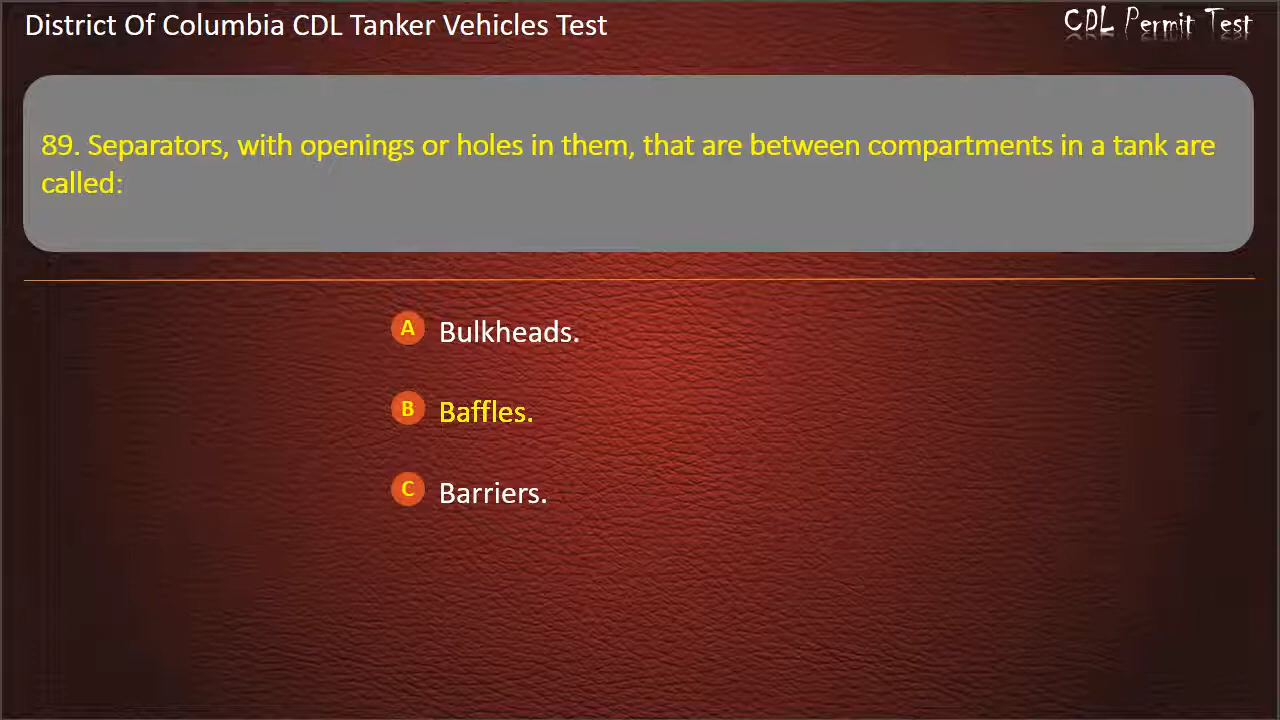 District Of Columbia CDL Tanker Vehicles Test
CDL Permit Test
89. Separators, with openings or holes in them, that are between compartments in a tank are
called:
A Bulkheads.
B Baffles.
C Barriers.